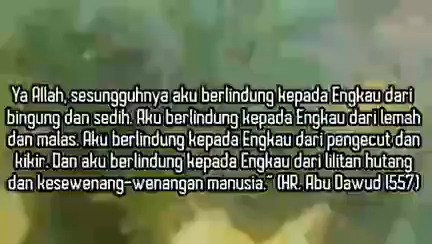 Ya Allah, sesungguhnya aku berlindung kepada Engkau dari
bingung dan sedih. Aku berlindung kepada Engkau dari lemah
dan malas. Aku berlindung kepada Engkau dari pengecut dan
kikir. Dan aku berlindung kepada Engkau dari lilitan hutang
dan kesewenang-wenangan manusia.” (HR. Abu Dawud 1557)